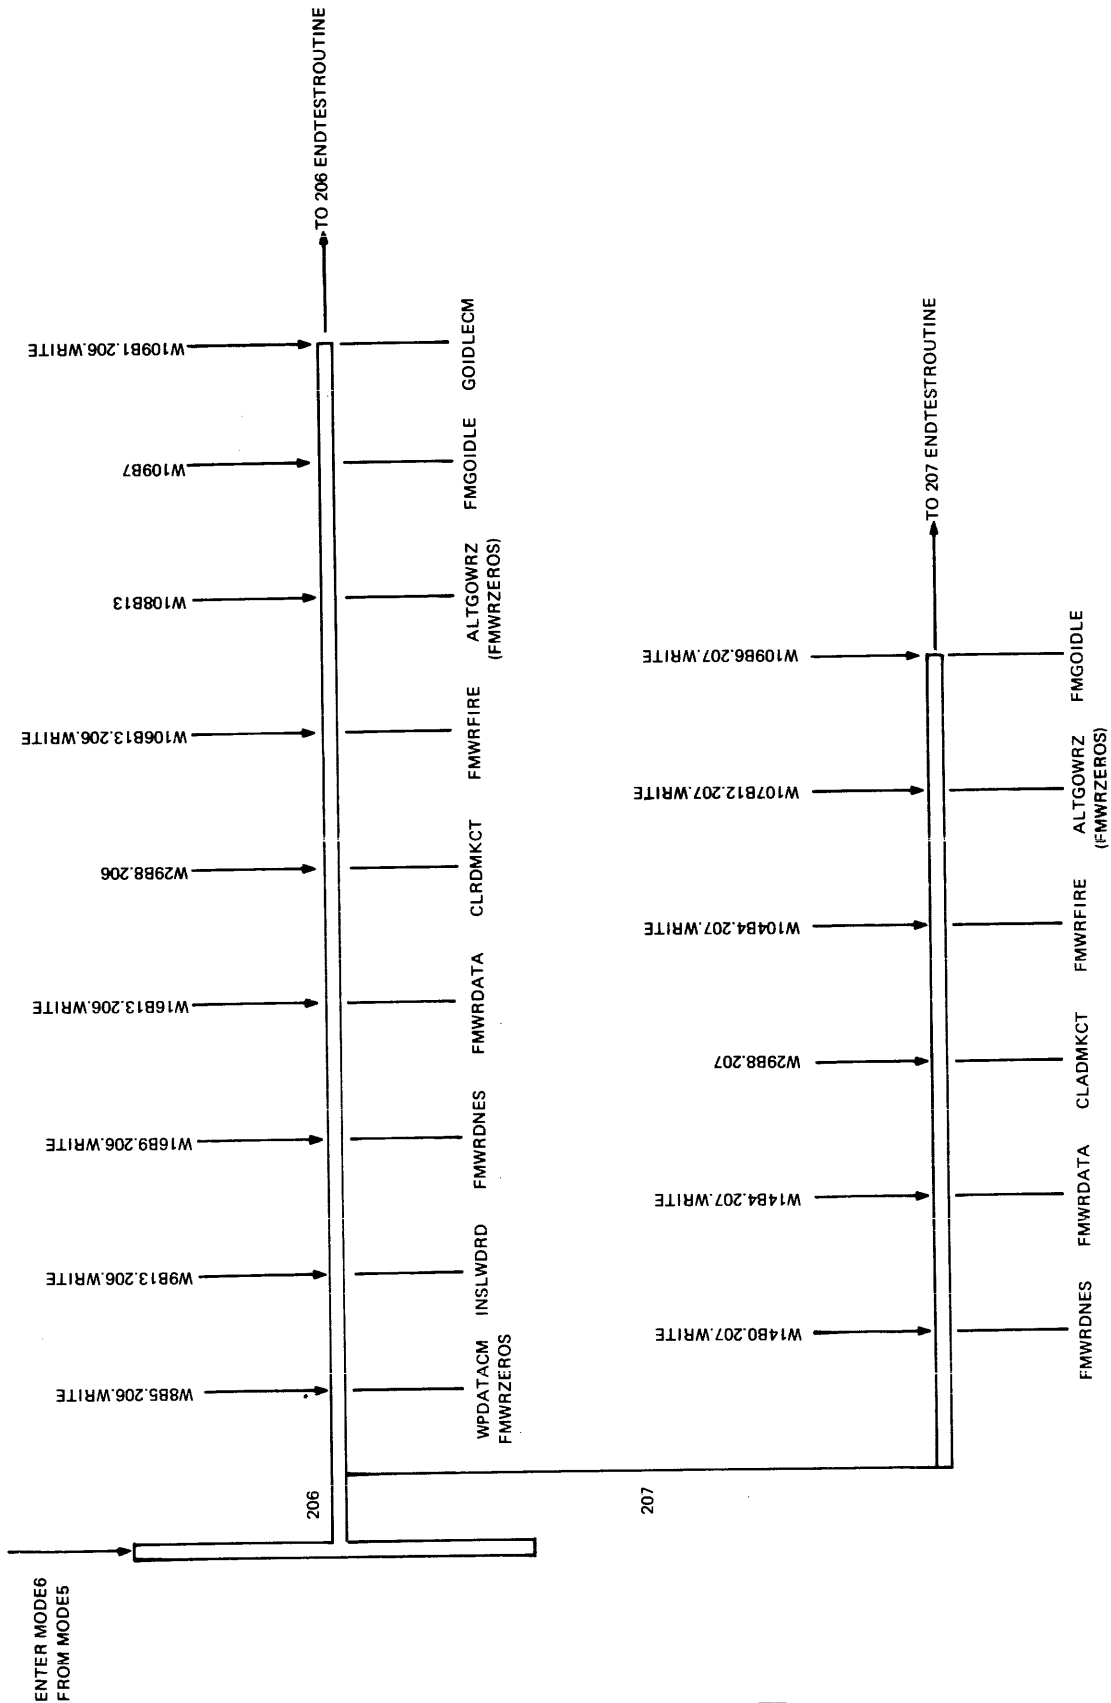 ENTER MODE6
FROM MODE5
206
W8B5.206.WRITE
W9B13.206.WRITE
W16B9.206.WRITE
W16B13.206.WRITE
W29B8.206
W106B13.206.WRITE
W108B13
W109B7
W109B1.206.WRITE
TO 206 ENDTESTROUTINE
WPDATACM
FMWRZEROS
INSLWDRD
FMWRDNES
FMWRDATA
CLRDMKCT
FMWRFIRE
ALTGOWRZ
(FMWRZEROS)
FMGOIDLE
GOIDLECM
207
W14B0.207.WRITE
W14B4.207.WRITE
W29B8.207
W104B4.207.WRITE
W107B12.207.WRITE
W109B6.207.WRITE
TO 207 ENDTESTROUTINE
FMWRDNES
FMWRDATA
CLADMKCT
FMWRFIRE
ALTGOWRZ
(FMWRZEROS)
FMGOIDLE